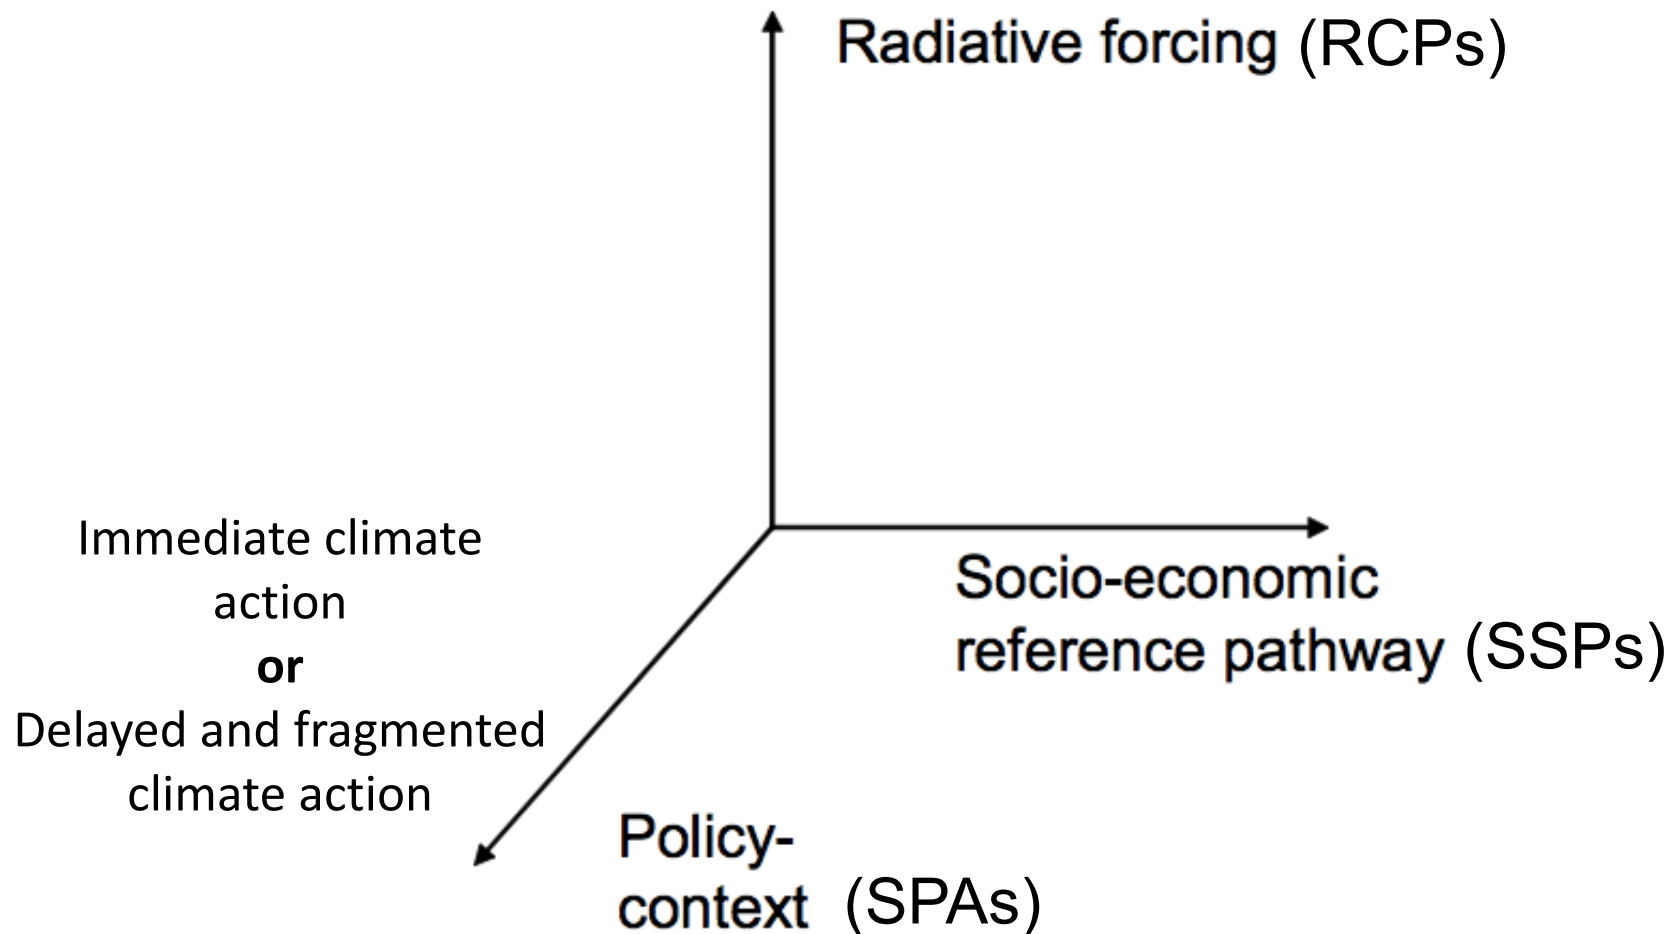 Radiative forcing (RCPs)
Immediate climate
action
or
Delayed and fragmented
climate action
Socio-economic
reference pathway (SSPs)
Policy-
context (SPAs)